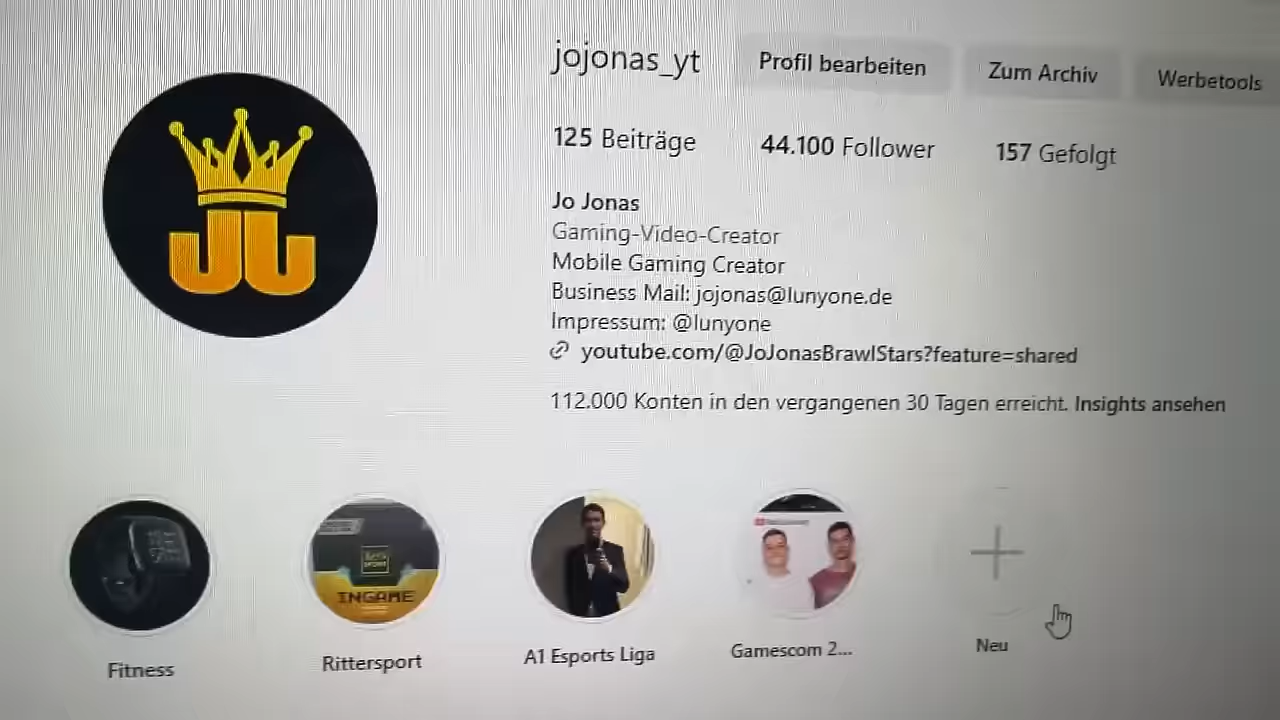 jojonas_yt Profil bearbeiten Zum Archiv Werbetools
125 Beiträge 44.100 Follower 157 Gefolgt
Jo Jonas
Gaming-Video-Creator
Mobile Gaming Creator
Business Mail: jojonas@lunyone.de
Impressum: @lunyone
youtube.com/@JoJonasBrawlStars?feature=shared
112.000 Konten in den vergangenen 30 Tagen erreicht. Insights ansehen
JJ
SPORT
INGAME
Fitness Rittersport A1 Esports Liga Gamescom 2... Neu